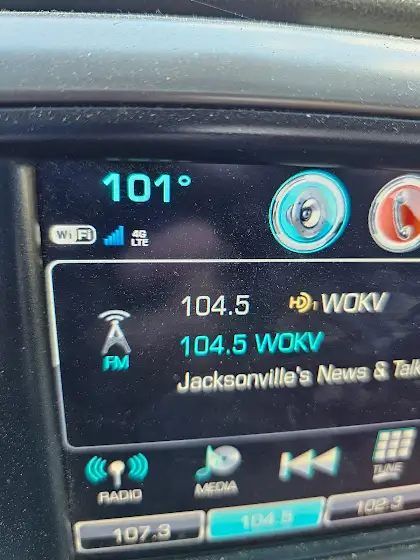 101°
WiFi 4G LTE
104.5 HD1 WOKV
104.5 WOKV
FM
Jacksonville's News & Talk
RADIO MEDIA TUNE
107.3 104.5 102.3